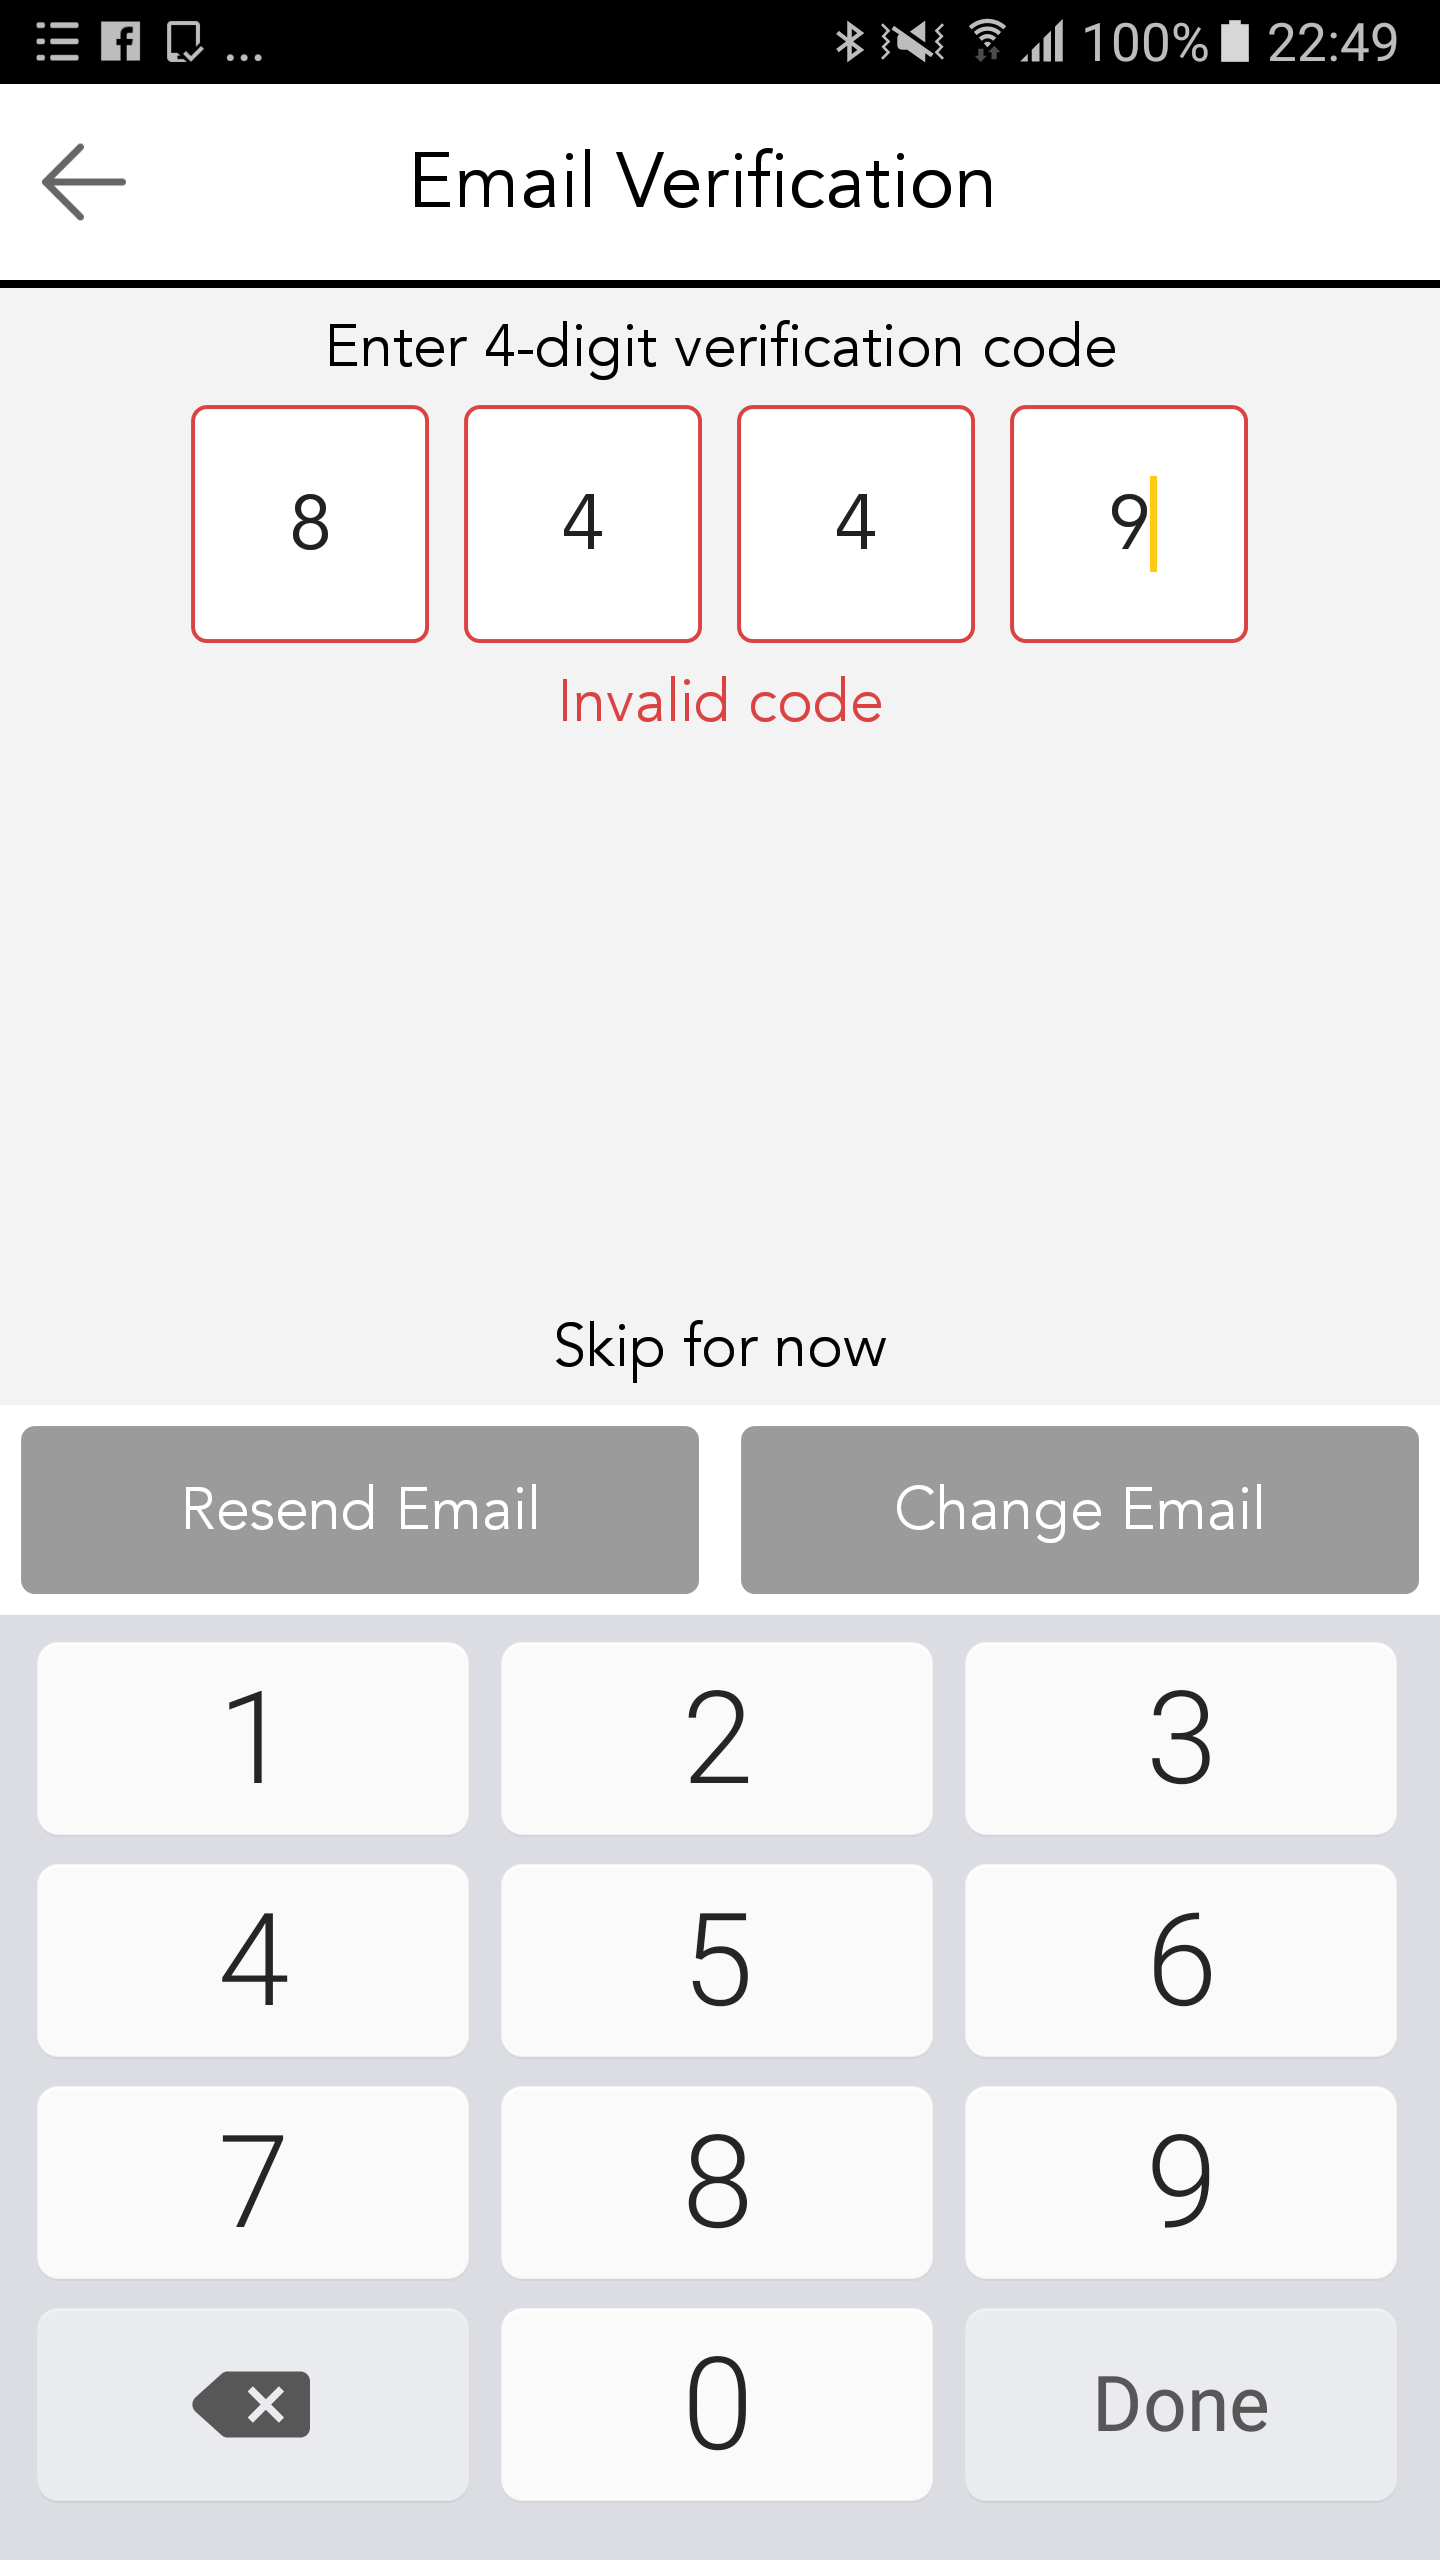 ... 100% 22:49
Email Verification
Enter 4-digit verification code
8 4 4 9
Invalid code
Skip for now
Resend Email Change Email
1 2 3
4 5 6
7 8 9
0 Done